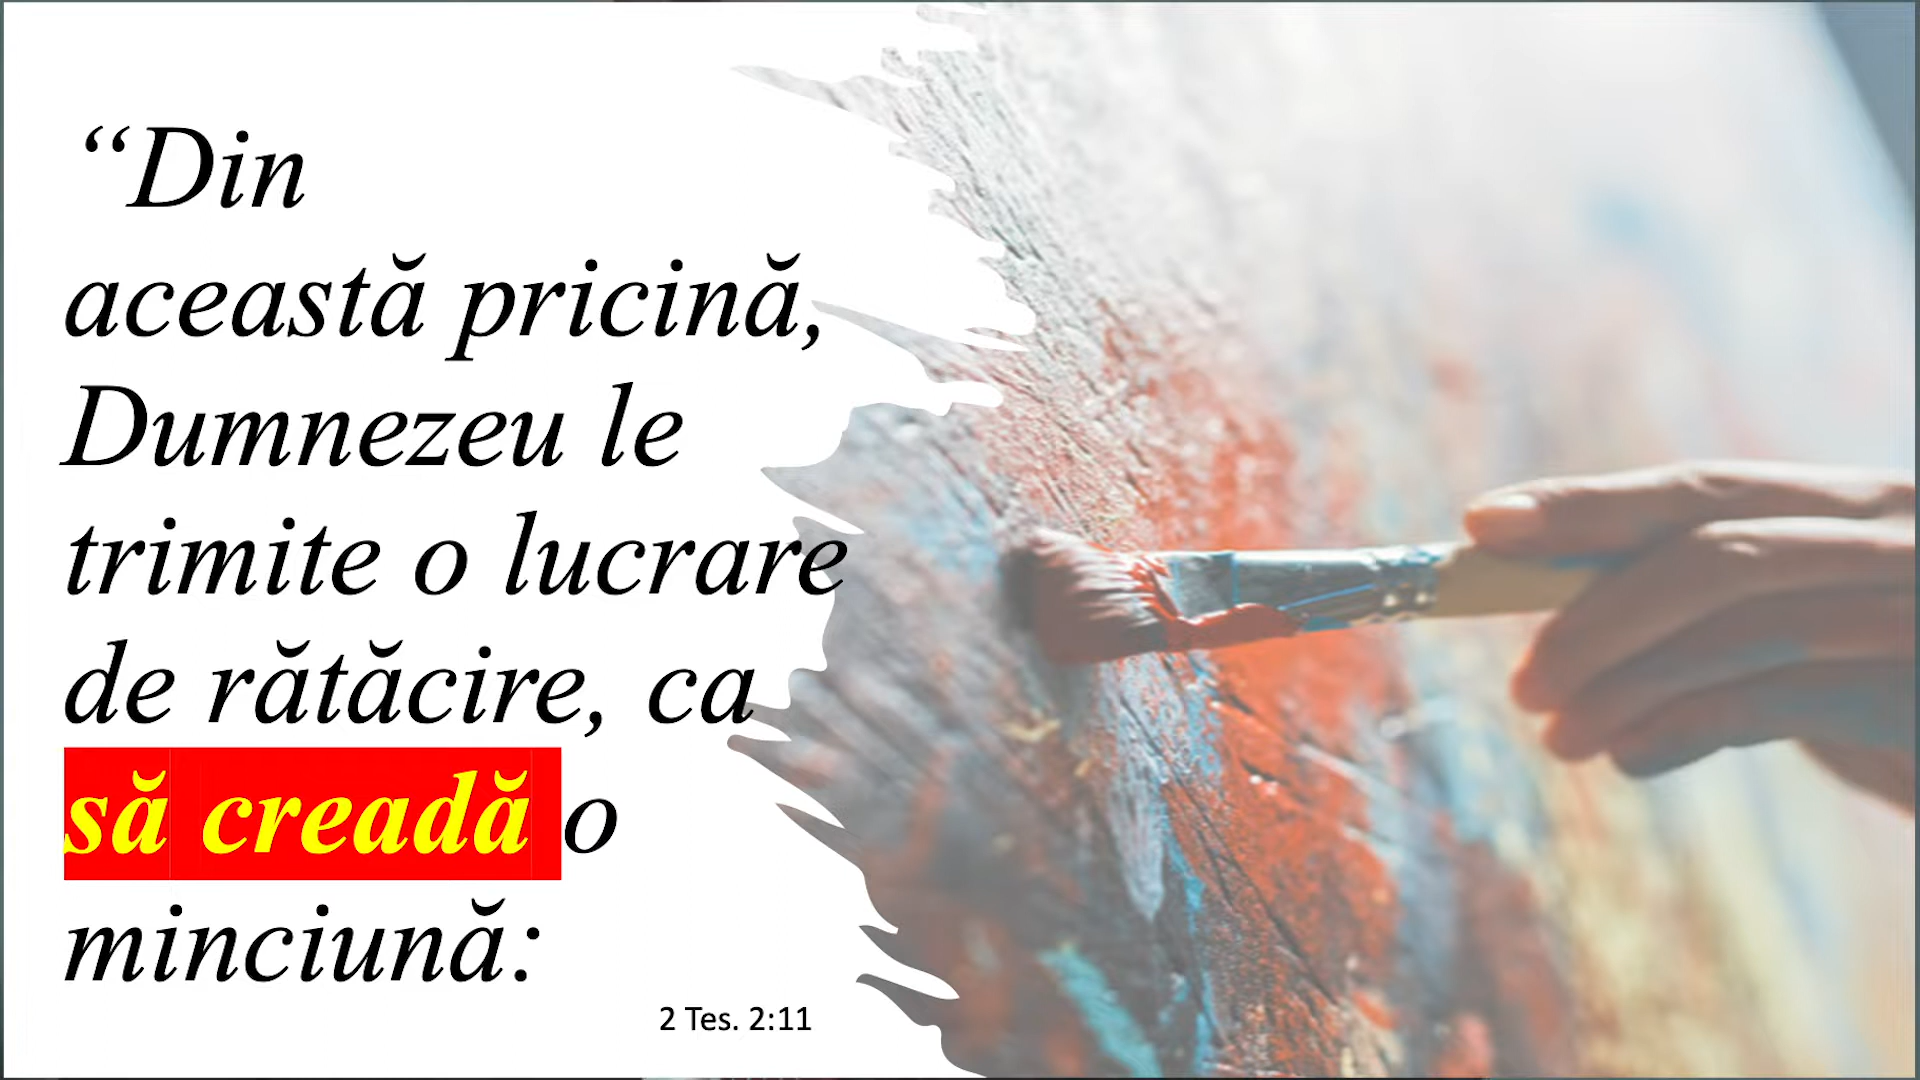 “Din
această pricină,
Dumnezeu le
trimite o lucrare
de rătăcire, ca
să creadă o
minciună:
2 Tes. 2:11